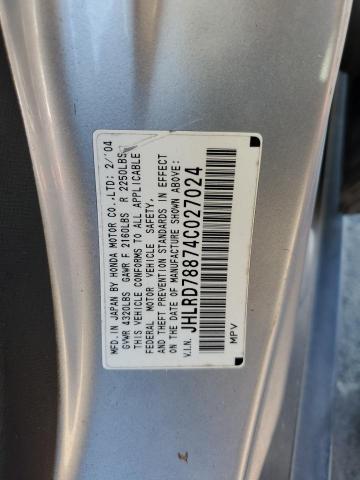 MFD. IN JAPAN BY HONDA MOTOR CO.,LTD: 2/'04
GVWR 4320LBS GAWR F 2160LBS R 2250LBS
THIS VEHICLE CONFORMS TO ALL APPLICABLE
FEDERAL MOTOR VEHICLE SAFETY,
AND THEFT PREVENTION STANDARDS IN EFFECT
ON THE DATE OF MANUFACTURE SHOWN ABOVE:
V.I.N. JHLRD78874C027024
MPV